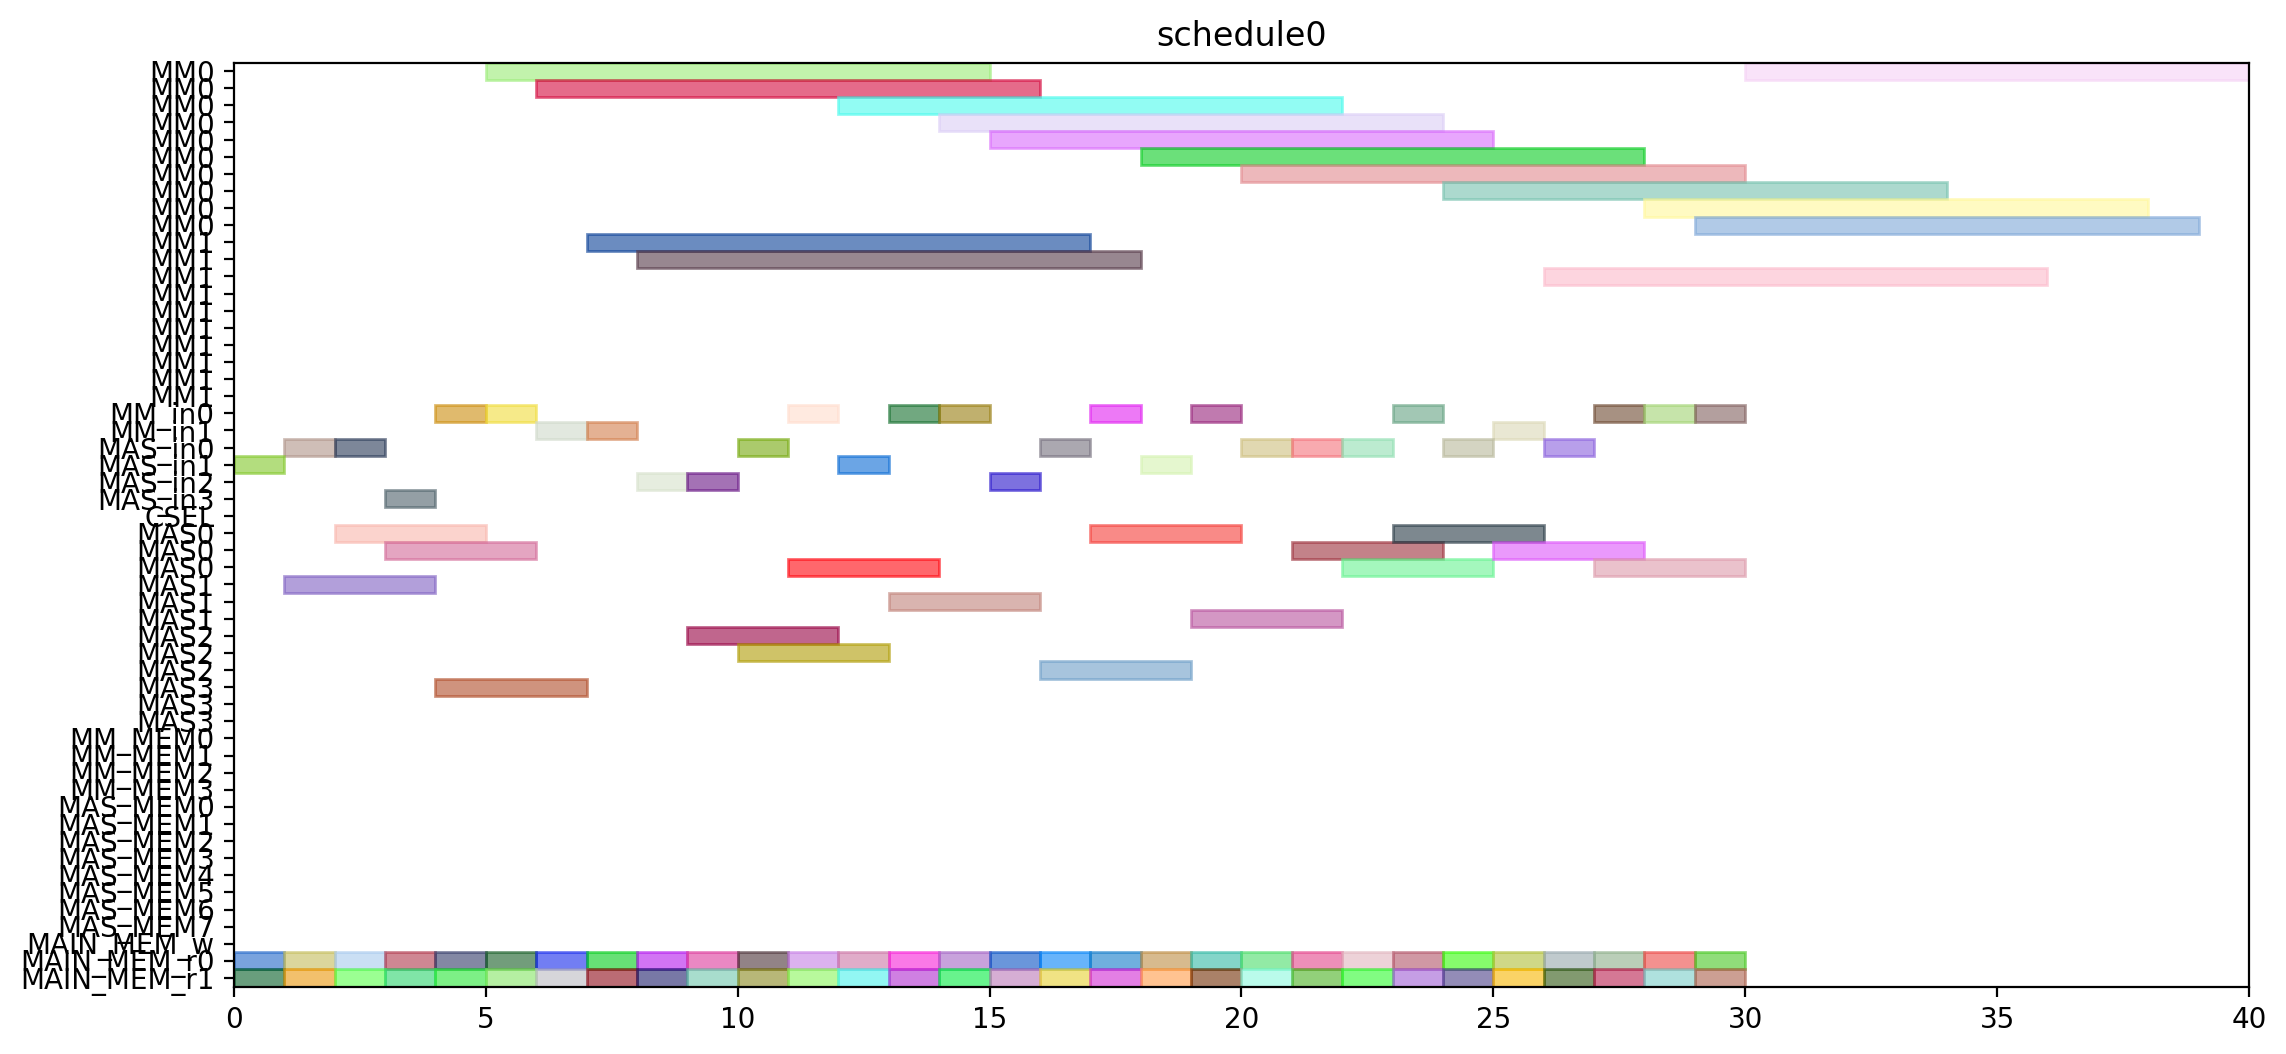 schedule0
MM0
MM0
MM0
MM0
MM0
MM0
MM0
MM0
MM0
MM0
MM1
MM1
MM1
MM1
MM1
MM1
MM1
MM1
MM1
MM1
MM_in0
MM_in1
MAS_in0
MAS_in1
MAS_in2
MAS_in3
CSEL
MAS0
MAS0
MAS0
MAS1
MAS1
MAS1
MAS2
MAS2
MAS2
MAS3
MAS3
MAS3
MM_MEM0
MM_MEM1
MM_MEM2
MM_MEM3
MAS_MEM0
MAS_MEM1
MAS_MEM2
MAS_MEM3
MAS_MEM4
MAS_MEM5
MAS_MEM6
MAS_MEM7
MAIN_MEM_w
MAIN_MEM_r0
MAIN_MEM_r1
0 5 10 15 20 25 30 35 40